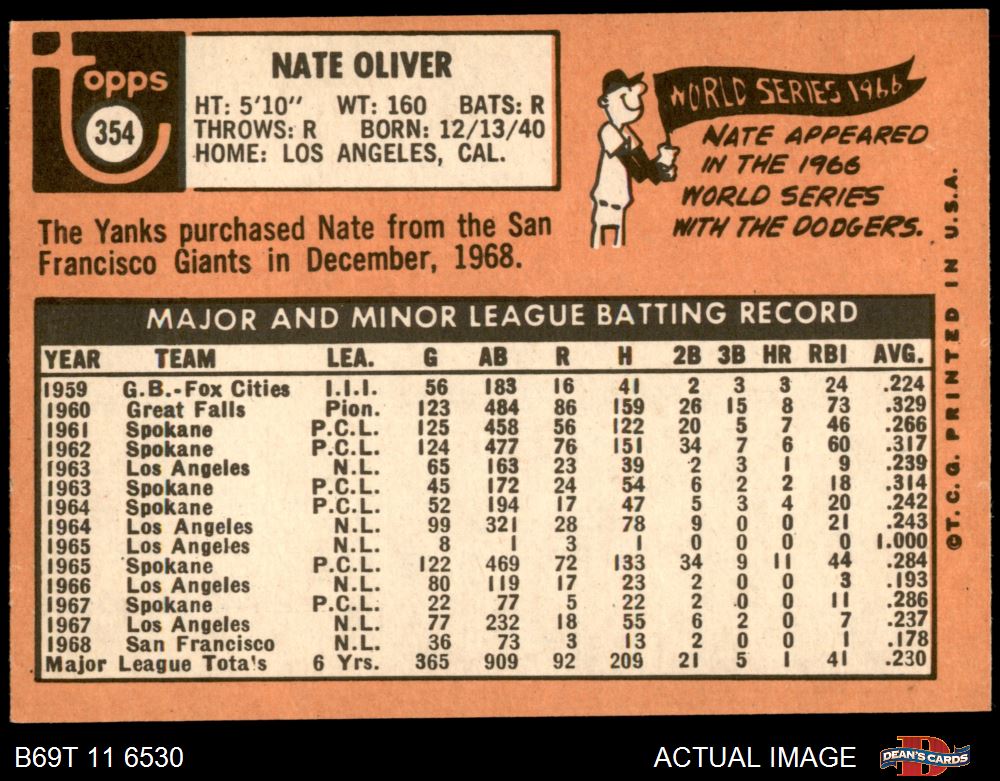 Topps
354
NATE OLIVER
HT: 5'10" WT: 160 BATS: R
THROWS: R BORN: 12/13/40
HOME: LOS ANGELES, CAL.
WORLD SERIES 1966
NATE APPEARED
IN THE 1966
WORLD SERIES
WITH THE DODGERS.
The Yanks purchased Nate from the San
Francisco Giants in December, 1968.
MAJOR AND MINOR LEAGUE BATTING RECORD
YEAR TEAM LEA. G AB R H 2B 3B HR RBI AVG.
1959 G.B.-Fox Cities I.I.I. 56 183 16 41 2 3 3 24 .224
1960 Great Falls Pion. 123 484 86 159 26 15 8 73 .329
1961 Spokane P.C.L. 125 458 56 122 20 5 7 46 .266
1962 Spokane P.C.L. 124 477 76 151 34 7 6 60 .317
1963 Los Angeles N.L. 65 163 23 39 2 3 1 9 .239
1963 Spokane P.C.L. 45 172 24 54 6 2 2 18 .314
1964 Spokane P.C.L. 52 194 17 47 5 3 4 20 .242
1964 Los Angeles N.L. 99 321 28 78 9 0 0 21 .243
1965 Los Angeles N.L. 8 1 3 1 0 0 0 0 1.000
1965 Spokane P.C.L. 122 469 72 133 34 9 11 44 .284
1966 Los Angeles N.L. 80 119 17 23 2 0 0 3 .193
1967 Spokane P.C.L. 22 77 5 22 2 0 0 11 .286
1967 Los Angeles N.L. 77 232 18 55 6 2 0 7 .237
1968 San Francisco N.L. 36 73 3 13 2 0 0 1 .178
Major League Totals 6 Yrs. 365 909 92 209 21 5 1 41 .230
©T. C. G. PRINTED IN U.S.A.
B69T 11 6530
ACTUAL IMAGE
DEAN'S CARDS